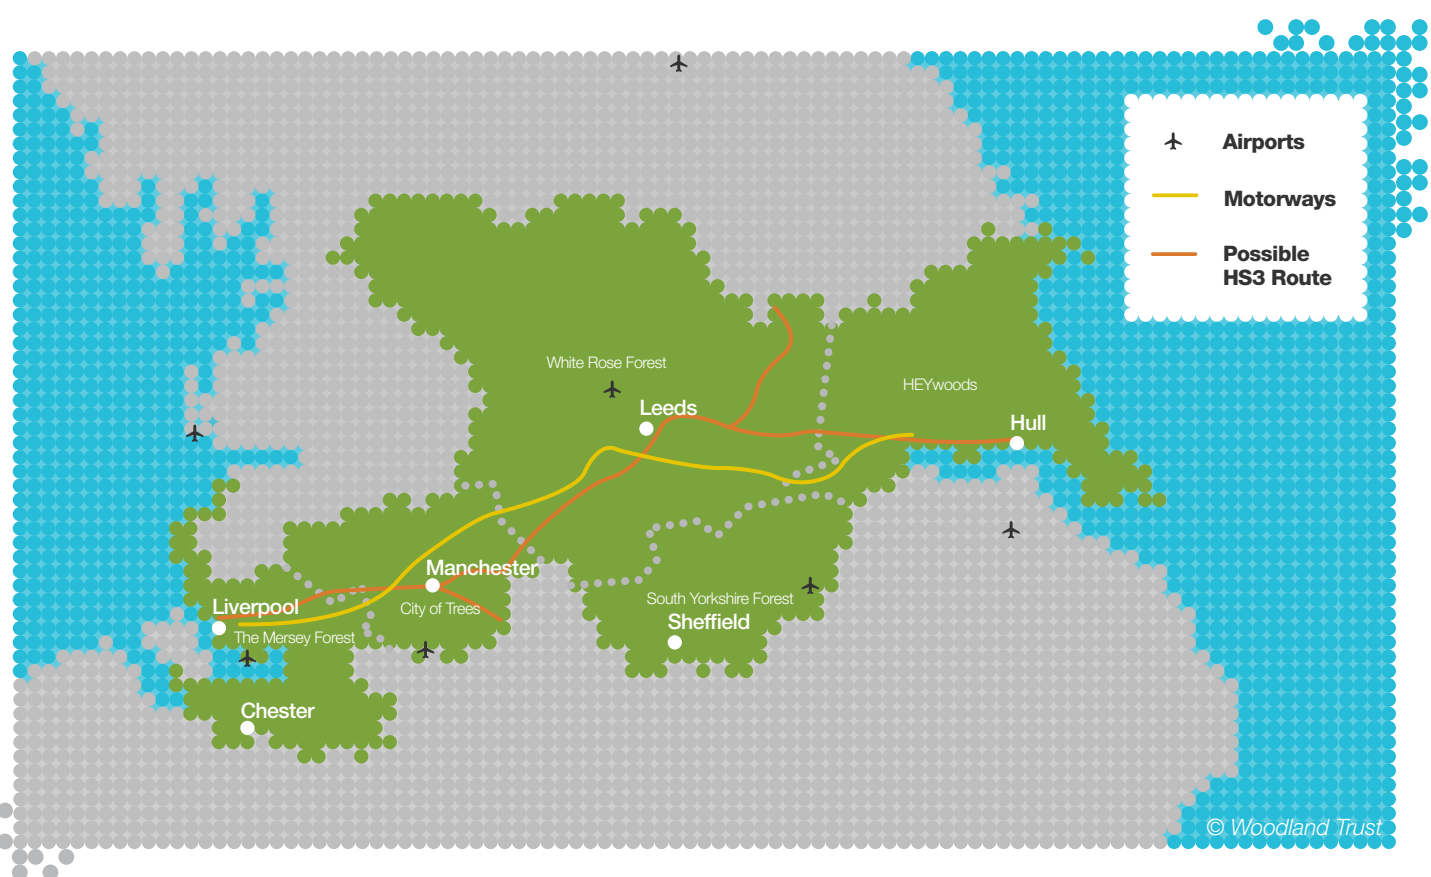 Airports
Motorways
Possible
HS3 Route
White Rose Forest
HEYwoods
Leeds
Hull
Manchester
City of Trees
Liverpool
The Mersey Forest
South Yorkshire Forest
Sheffield
Chester
© Woodland Trust